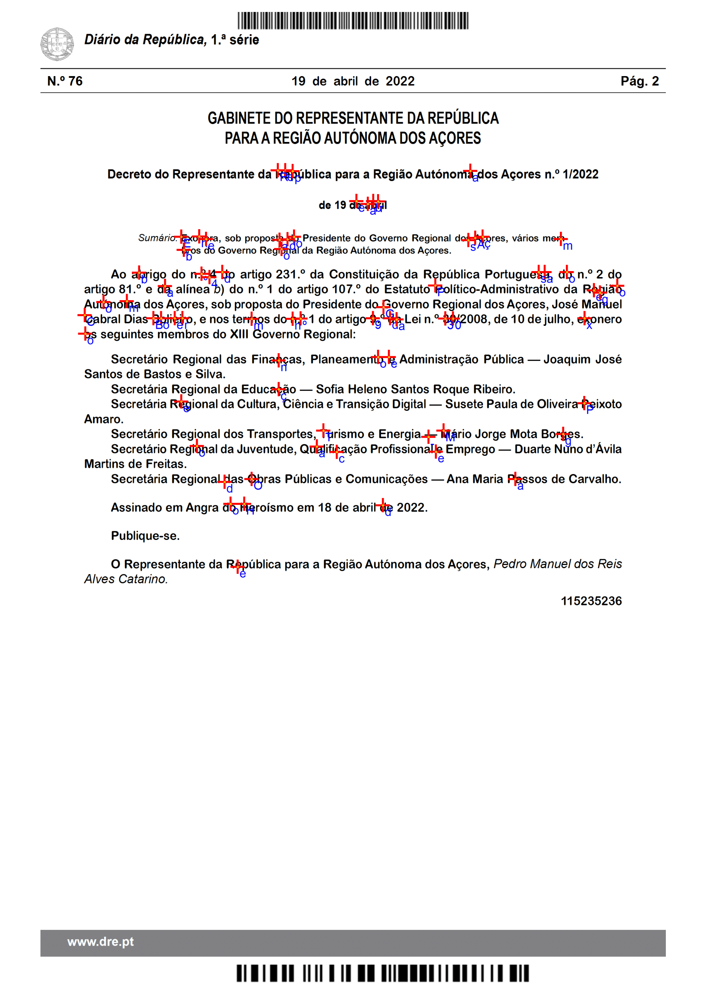 Diário da República, 1.ª série
N.º 76 19 de abril de 2022 Pág. 2
GABINETE DO REPRESENTANTE DA REPÚBLICA
PARA A REGIÃO AUTÓNOMA DOS AÇORES
Decreto do Representante da República para a Região Autónoma dos Açores n.º 1/2022
de 19 de abril
Sumário: Exonera, sob proposta do Presidente do Governo Regional dos Açores, vários mem-
bros do Governo Regional da Região Autónoma dos Açores.
Ao abrigo do n.º 4 do artigo 231.º da Constituição da República Portuguesa, do n.º 2 do
artigo 81.º e da alínea b) do n.º 1 do artigo 107.º do Estatuto Político-Administrativo da Região
Autónoma dos Açores, sob proposta do Presidente do Governo Regional dos Açores, José Manuel
Cabral Dias Bolieiro, e nos termos do n.º 1 do artigo 9.º da Lei n.º 30/2008, de 10 de julho, exonero
os seguintes membros do XIII Governo Regional:
Secretário Regional das Finanças, Planeamento e Administração Pública — Joaquim José
Santos de Bastos e Silva.
Secretária Regional da Educação — Sofia Heleno Santos Roque Ribeiro.
Secretária Regional da Cultura, Ciência e Transição Digital — Susete Paula de Oliveira Peixoto
Amaro.
Secretário Regional dos Transportes, Turismo e Energia — Mário Jorge Mota Borges.
Secretário Regional da Juventude, Qualificação Profissional e Emprego — Duarte Nuno d’Ávila
Martins de Freitas.
Secretária Regional das Obras Públicas e Comunicações — Ana Maria Passos de Carvalho.
Assinado em Angra do Heroísmo em 18 de abril de 2022.
Publique-se.
O Representante da República para a Região Autónoma dos Açores, Pedro Manuel dos Reis
Alves Catarino.
115235236
www.dre.pt